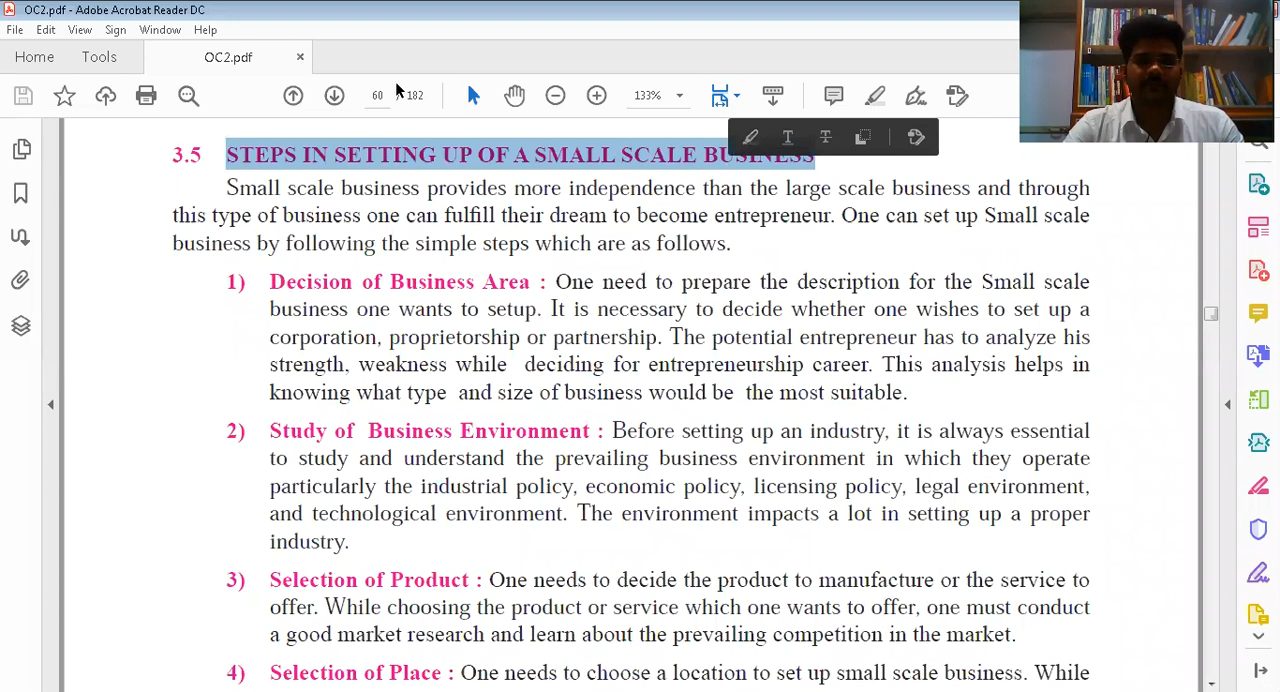 OC2.pdf - Adobe Acrobat Reader DC
File Edit View Sign Window Help
Home Tools OC2.pdf ×
60 182 133%
3.5 STEPS IN SETTING UP OF A SMALL SCALE BUSINESS
Small scale business provides more independence than the large scale business and through
this type of business one can fulfill their dream to become entrepreneur. One can set up Small scale
business by following the simple steps which are as follows.
1) Decision of Business Area : One need to prepare the description for the Small scale
business one wants to setup. It is necessary to decide whether one wishes to set up a
corporation, proprietorship or partnership. The potential entrepreneur has to analyze his
strength, weakness while deciding for entrepreneurship career. This analysis helps in
knowing what type and size of business would be the most suitable.
2) Study of Business Environment : Before setting up an industry, it is always essential
to study and understand the prevailing business environment in which they operate
particularly the industrial policy, economic policy, licensing policy, legal environment,
and technological environment. The environment impacts a lot in setting up a proper
industry.
3) Selection of Product : One needs to decide the product to manufacture or the service to
offer. While choosing the product or service which one wants to offer, one must conduct
a good market research and learn about the prevailing competition in the market.
4) Selection of Place : One needs to choose a location to set up small scale business. While